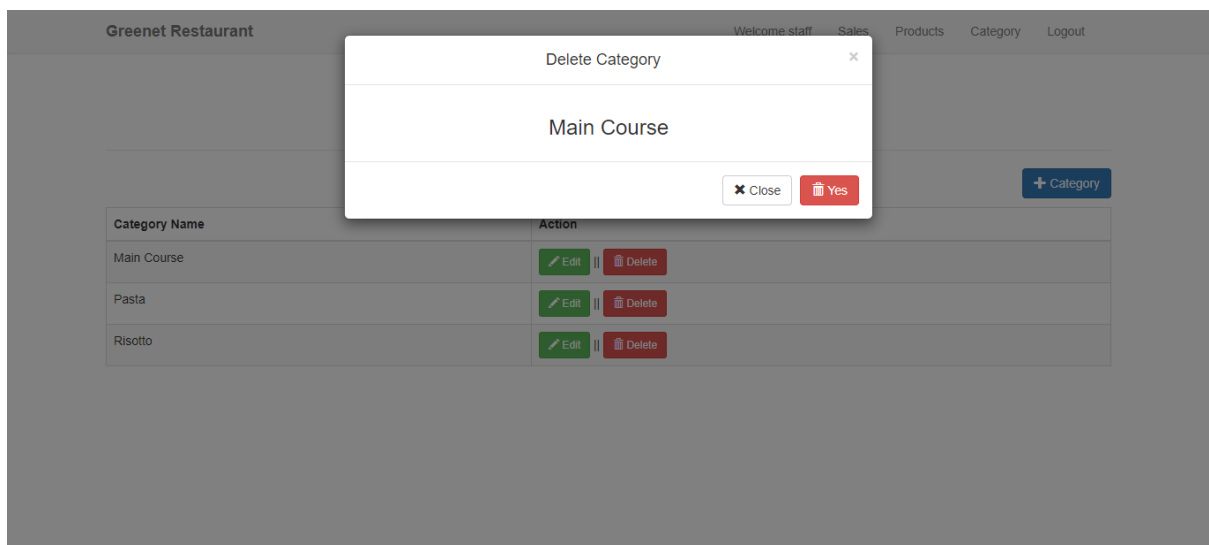 Greenet Restaurant Welcome staff Sales Products Category Logout
Delete Category ×
Main Course
Close Yes
+ Category
Category Name Action
Main Course Edit || Delete
Pasta Edit || Delete
Risotto Edit || Delete